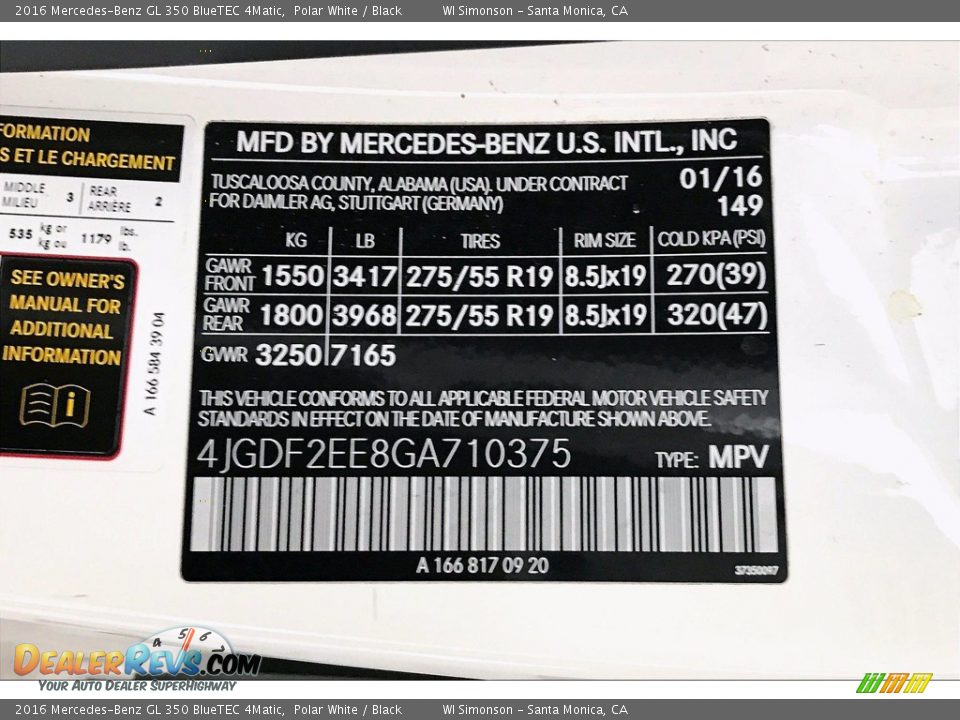 2016 Mercedes-Benz GL 350 BlueTEC 4Matic, Polar White / Black WI Simonson - Santa Monica, CA
FORMATION
S ET LE CHARGEMENT
MIDDLE
MILIEU 3
REAR
ARRIÈRE 2
535 kg or 1179 lbs.
kg ou lb.
SEE OWNER'S
MANUAL FOR
ADDITIONAL
INFORMATION
i
A 166 584 39 04
MFD BY MERCEDES-BENZ U.S. INTL., INC
TUSCALOOSA COUNTY, ALABAMA (USA). UNDER CONTRACT 01/16
FOR DAIMLER AG, STUTTGART (GERMANY) 149
KG LB TIRES RIM SIZE COLD KPA (PSI)
GAWR
FRONT 1550 3417 275/55 R19 8.5Jx19 270(39)
GAWR
REAR 1800 3968 275/55 R19 8.5Jx19 320(47)
GVWR 3250 7165
THIS VEHICLE CONFORMS TO ALL APPLICABLE FEDERAL MOTOR VEHICLE SAFETY
STANDARDS IN EFFECT ON THE DATE OF MANUFACTURE SHOWN ABOVE.
4JGDF2EE8GA710375 TYPE: MPV
A 166 817 09 20 37350097
4 5 6 7
DEALERREVS.COM
YOUR AUTO DEALER SUPERHIGHWAY
2016 Mercedes-Benz GL 350 BlueTEC 4Matic, Polar White / Black WI Simonson - Santa Monica, CA